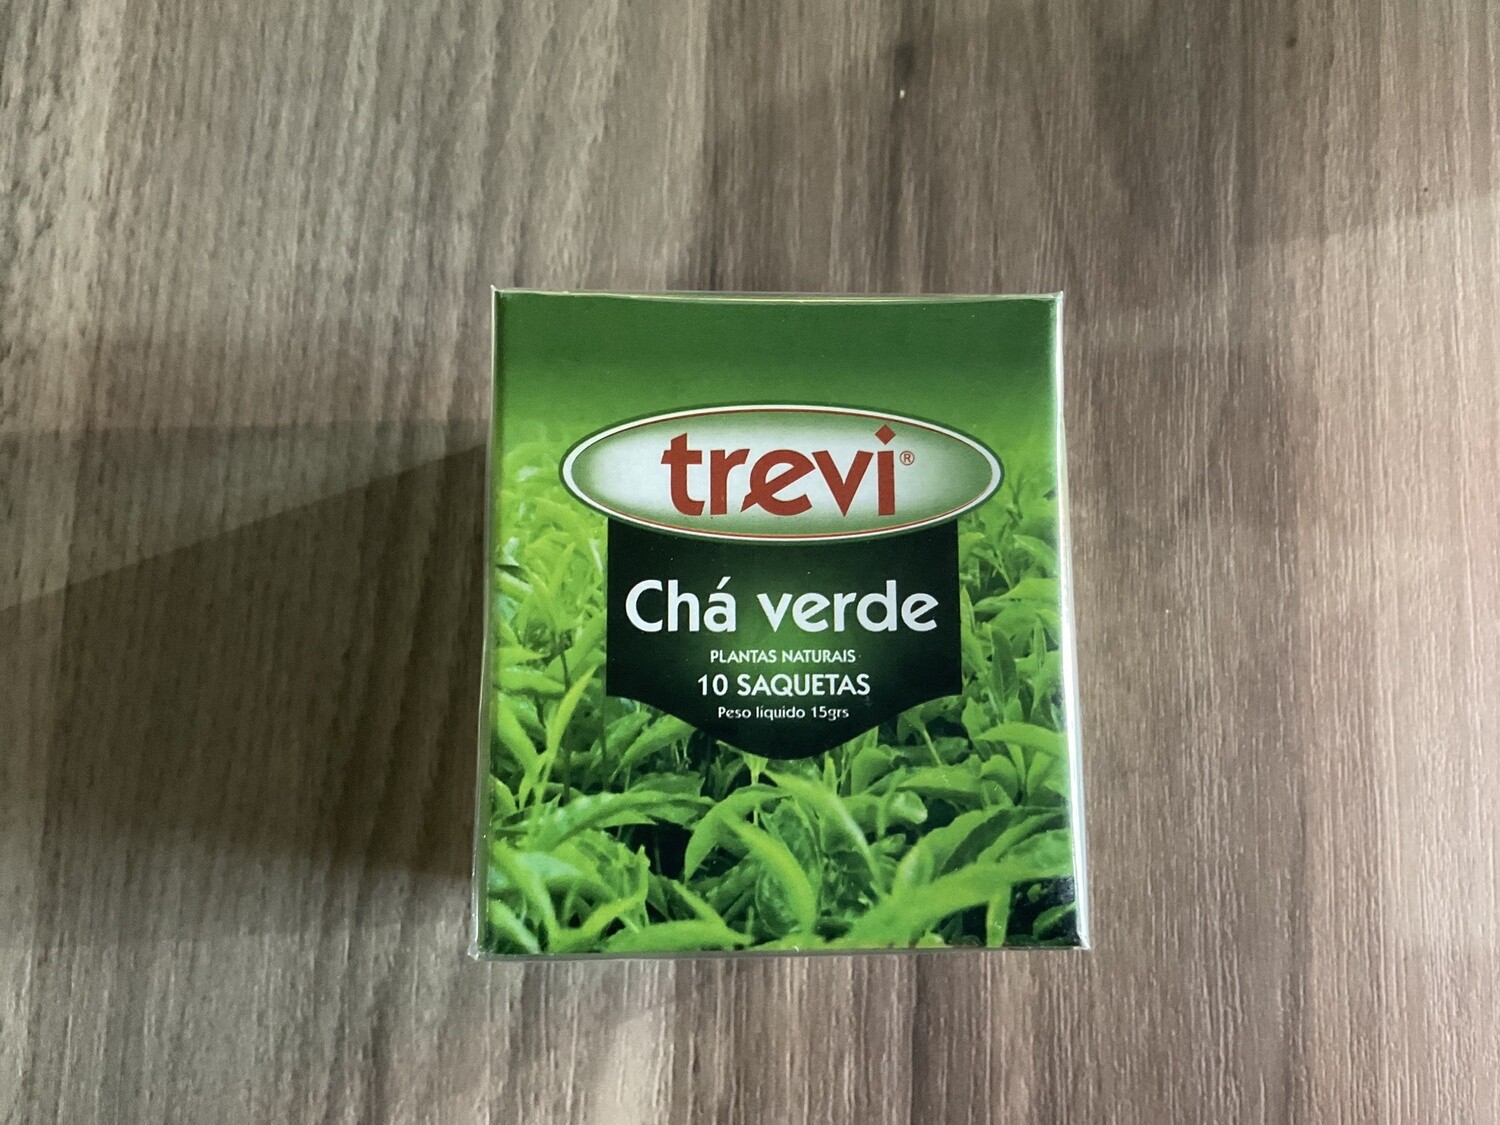 trevi®
Chá verde
PLANTAS NATURAIS
10 SAQUETAS
Peso líquido 15grs